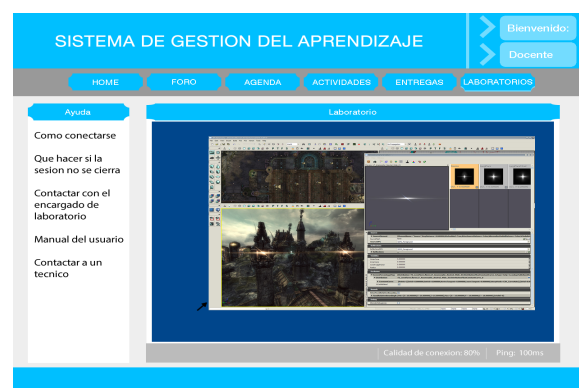 SISTEMA DE GESTION DEL APRENDIZAJE
Bienvenido:
Docente
HOME
FORO
AGENDA
ACTIVIDADES
ENTREGAS
LABORATORIOS
Ayuda
Como conectarse
Que hacer si la
sesion no se cierra
Contactar con el
encargado de
laboratorio
Manual del usuario
Contactar a un
tecnico
Laboratorio
Calidad de conexion: 80%
Ping: 100ms